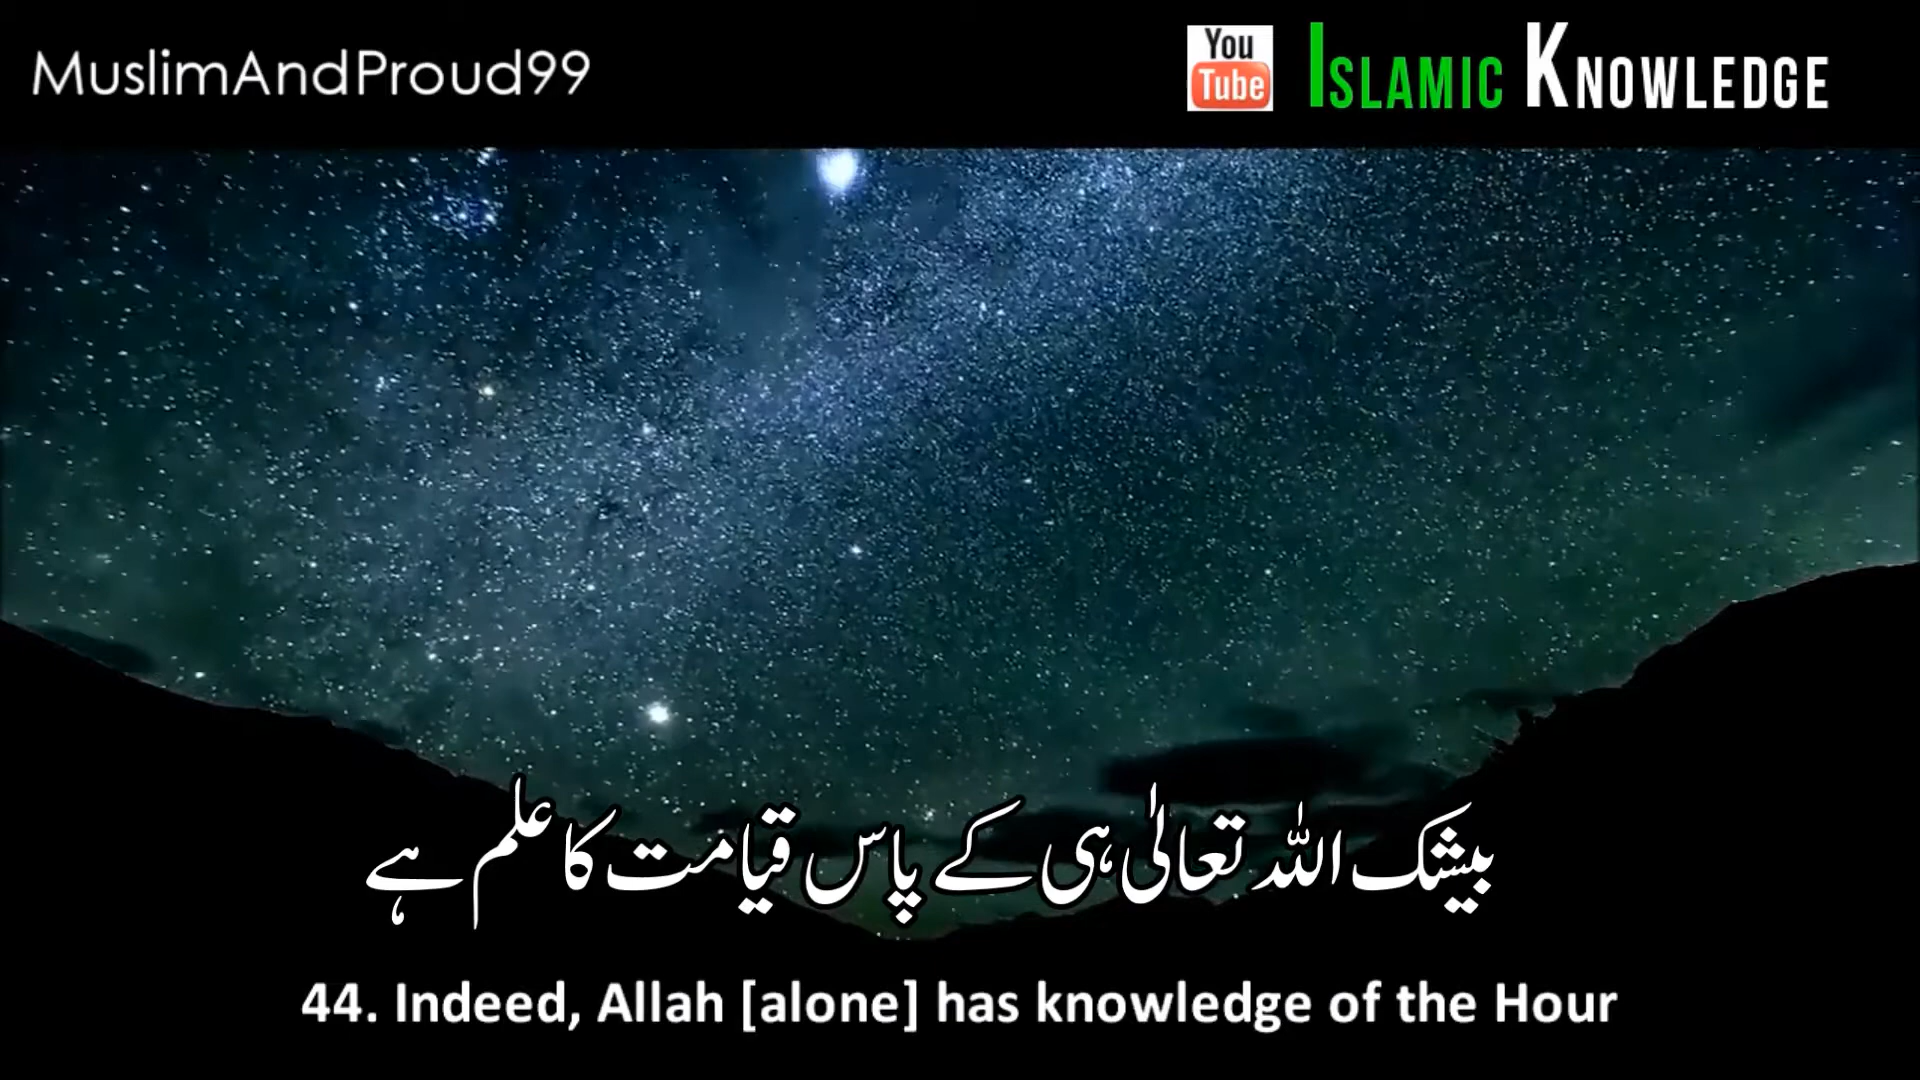 MuslimAndProud99
You
Tube
ISLAMIC KNOWLEDGE
بیشک اللہ تعالیٰ ہی کے پاس قیامت کا علم ہے
44. Indeed, Allah [alone] has knowledge of the Hour